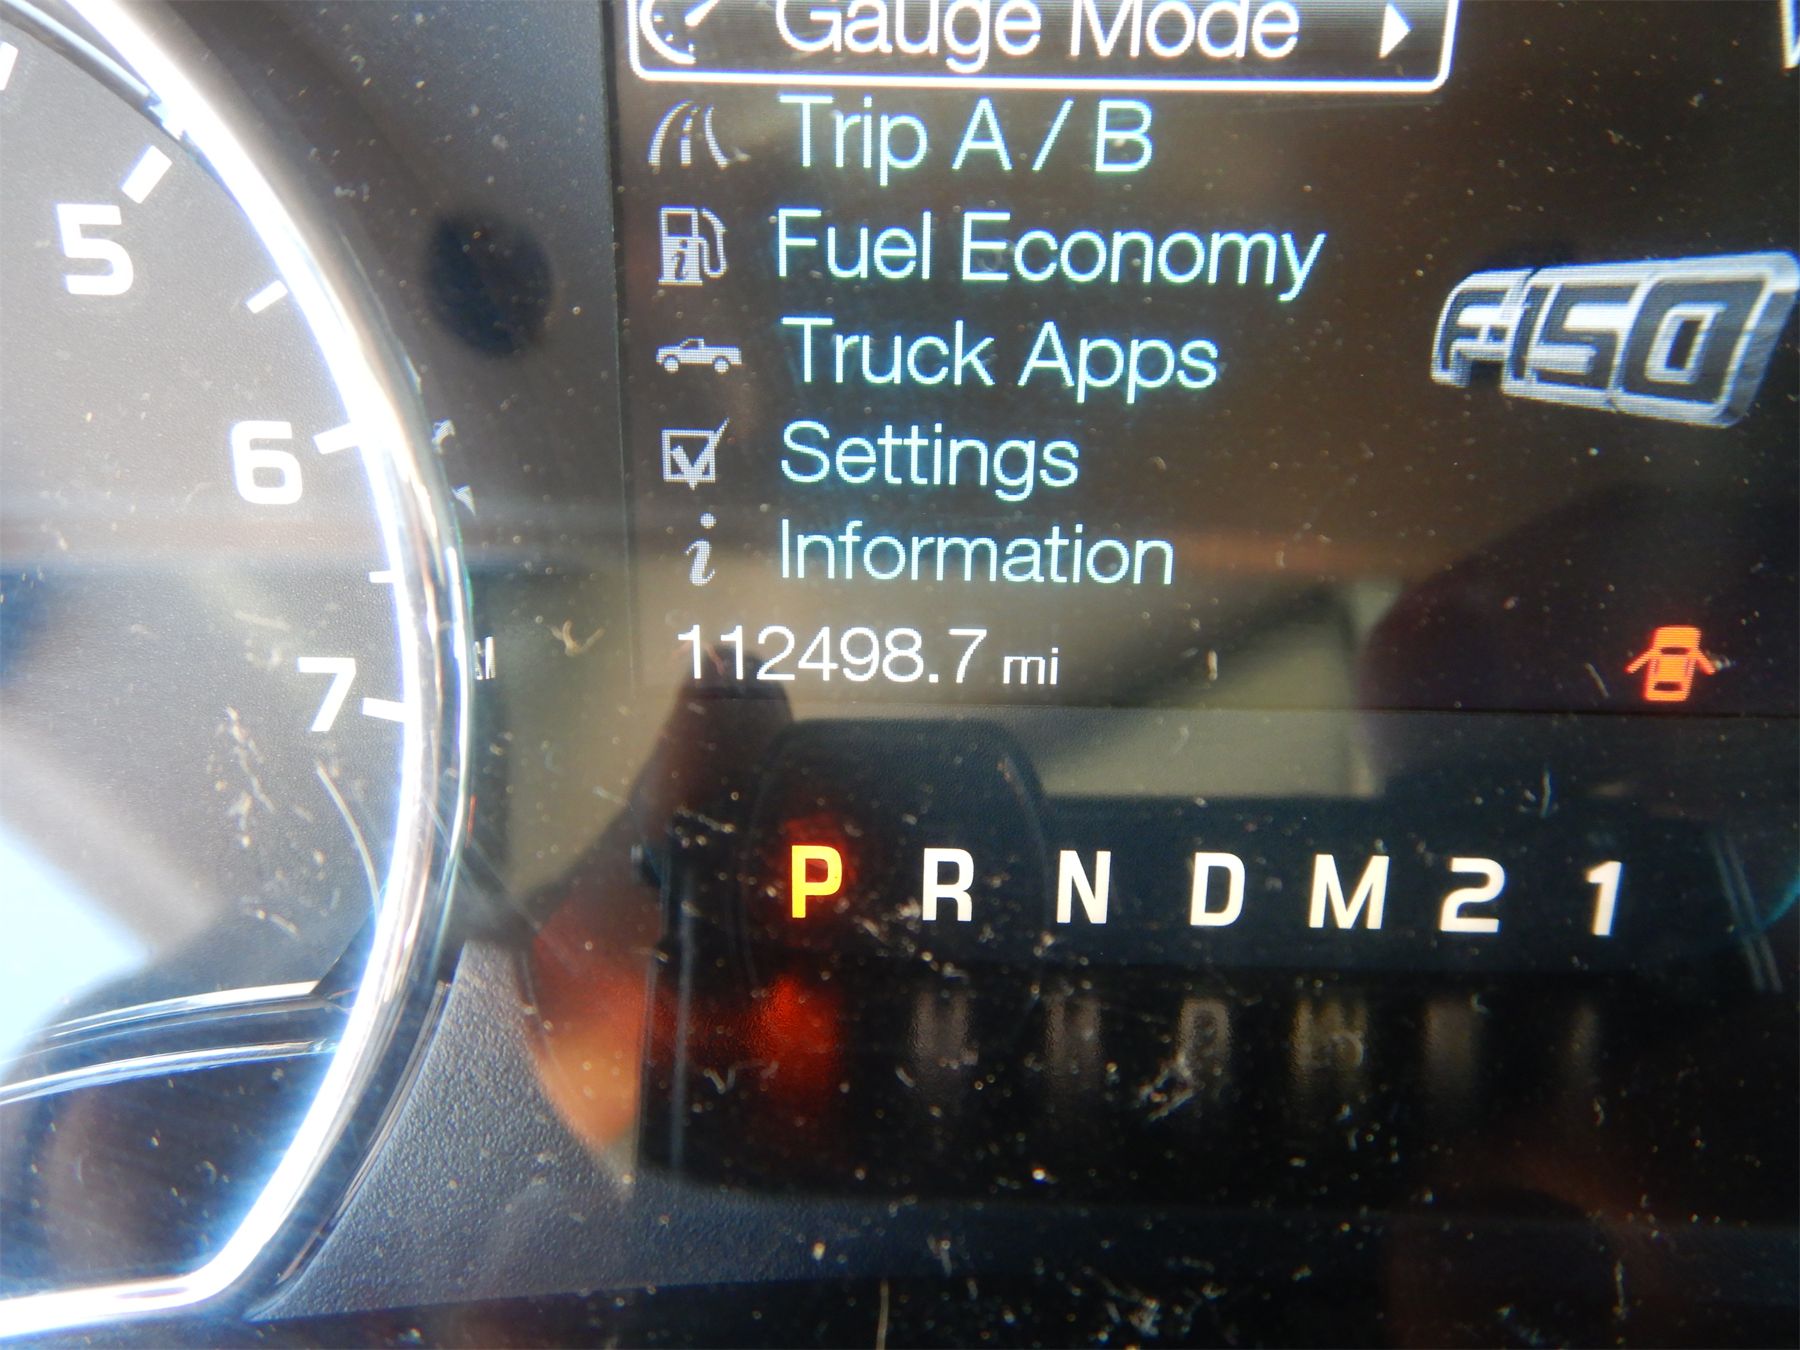 Gauge Mode
Trip A / B
Fuel Economy
F-150
Truck Apps
Settings
Information
112498.7 mi
P R N D M 2 1
5
6
7